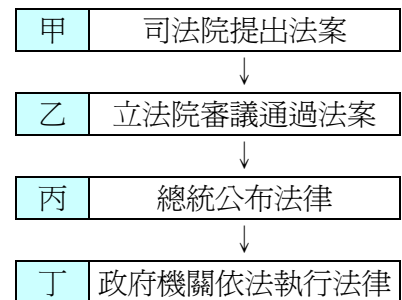 甲 司法院提出法案
↓
乙 立法院審議通過法案
↓
丙 總統公布法律
↓
丁 政府機關依法執行法律